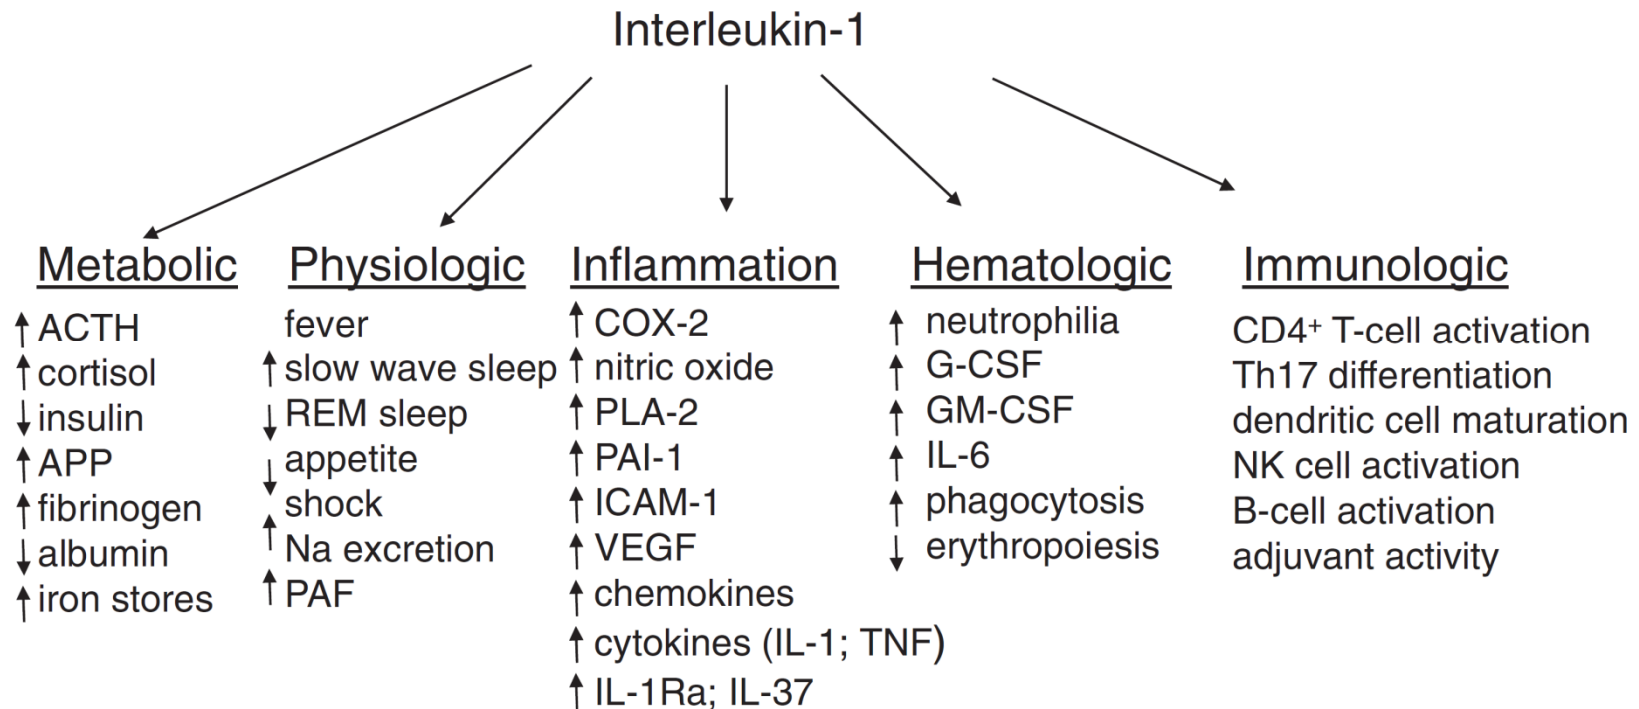 Interleukin-1
Metabolic
↑ ACTH
↑ cortisol
↓ insulin
↑ APP
↑ fibrinogen
↓ albumin
↑ iron stores
Physiologic
fever
↑ slow wave sleep
↓ REM sleep
↓ appetite
shock
↑ Na excretion
↑ PAF
Inflammation
↑ COX-2
↑ nitric oxide
↑ PLA-2
↑ PAI-1
↑ ICAM-1
↑ VEGF
↑ chemokines
↑ cytokines (IL-1; TNF)
↑ IL-1Ra; IL-37
Hematologic
↑ neutrophilia
↑ G-CSF
↑ GM-CSF
↑ IL-6
↑ phagocytosis
↓ erythropoiesis
Immunologic
CD4⁺ T-cell activation
Th17 differentiation
dendritic cell maturation
NK cell activation
B-cell activation
adjuvant activity